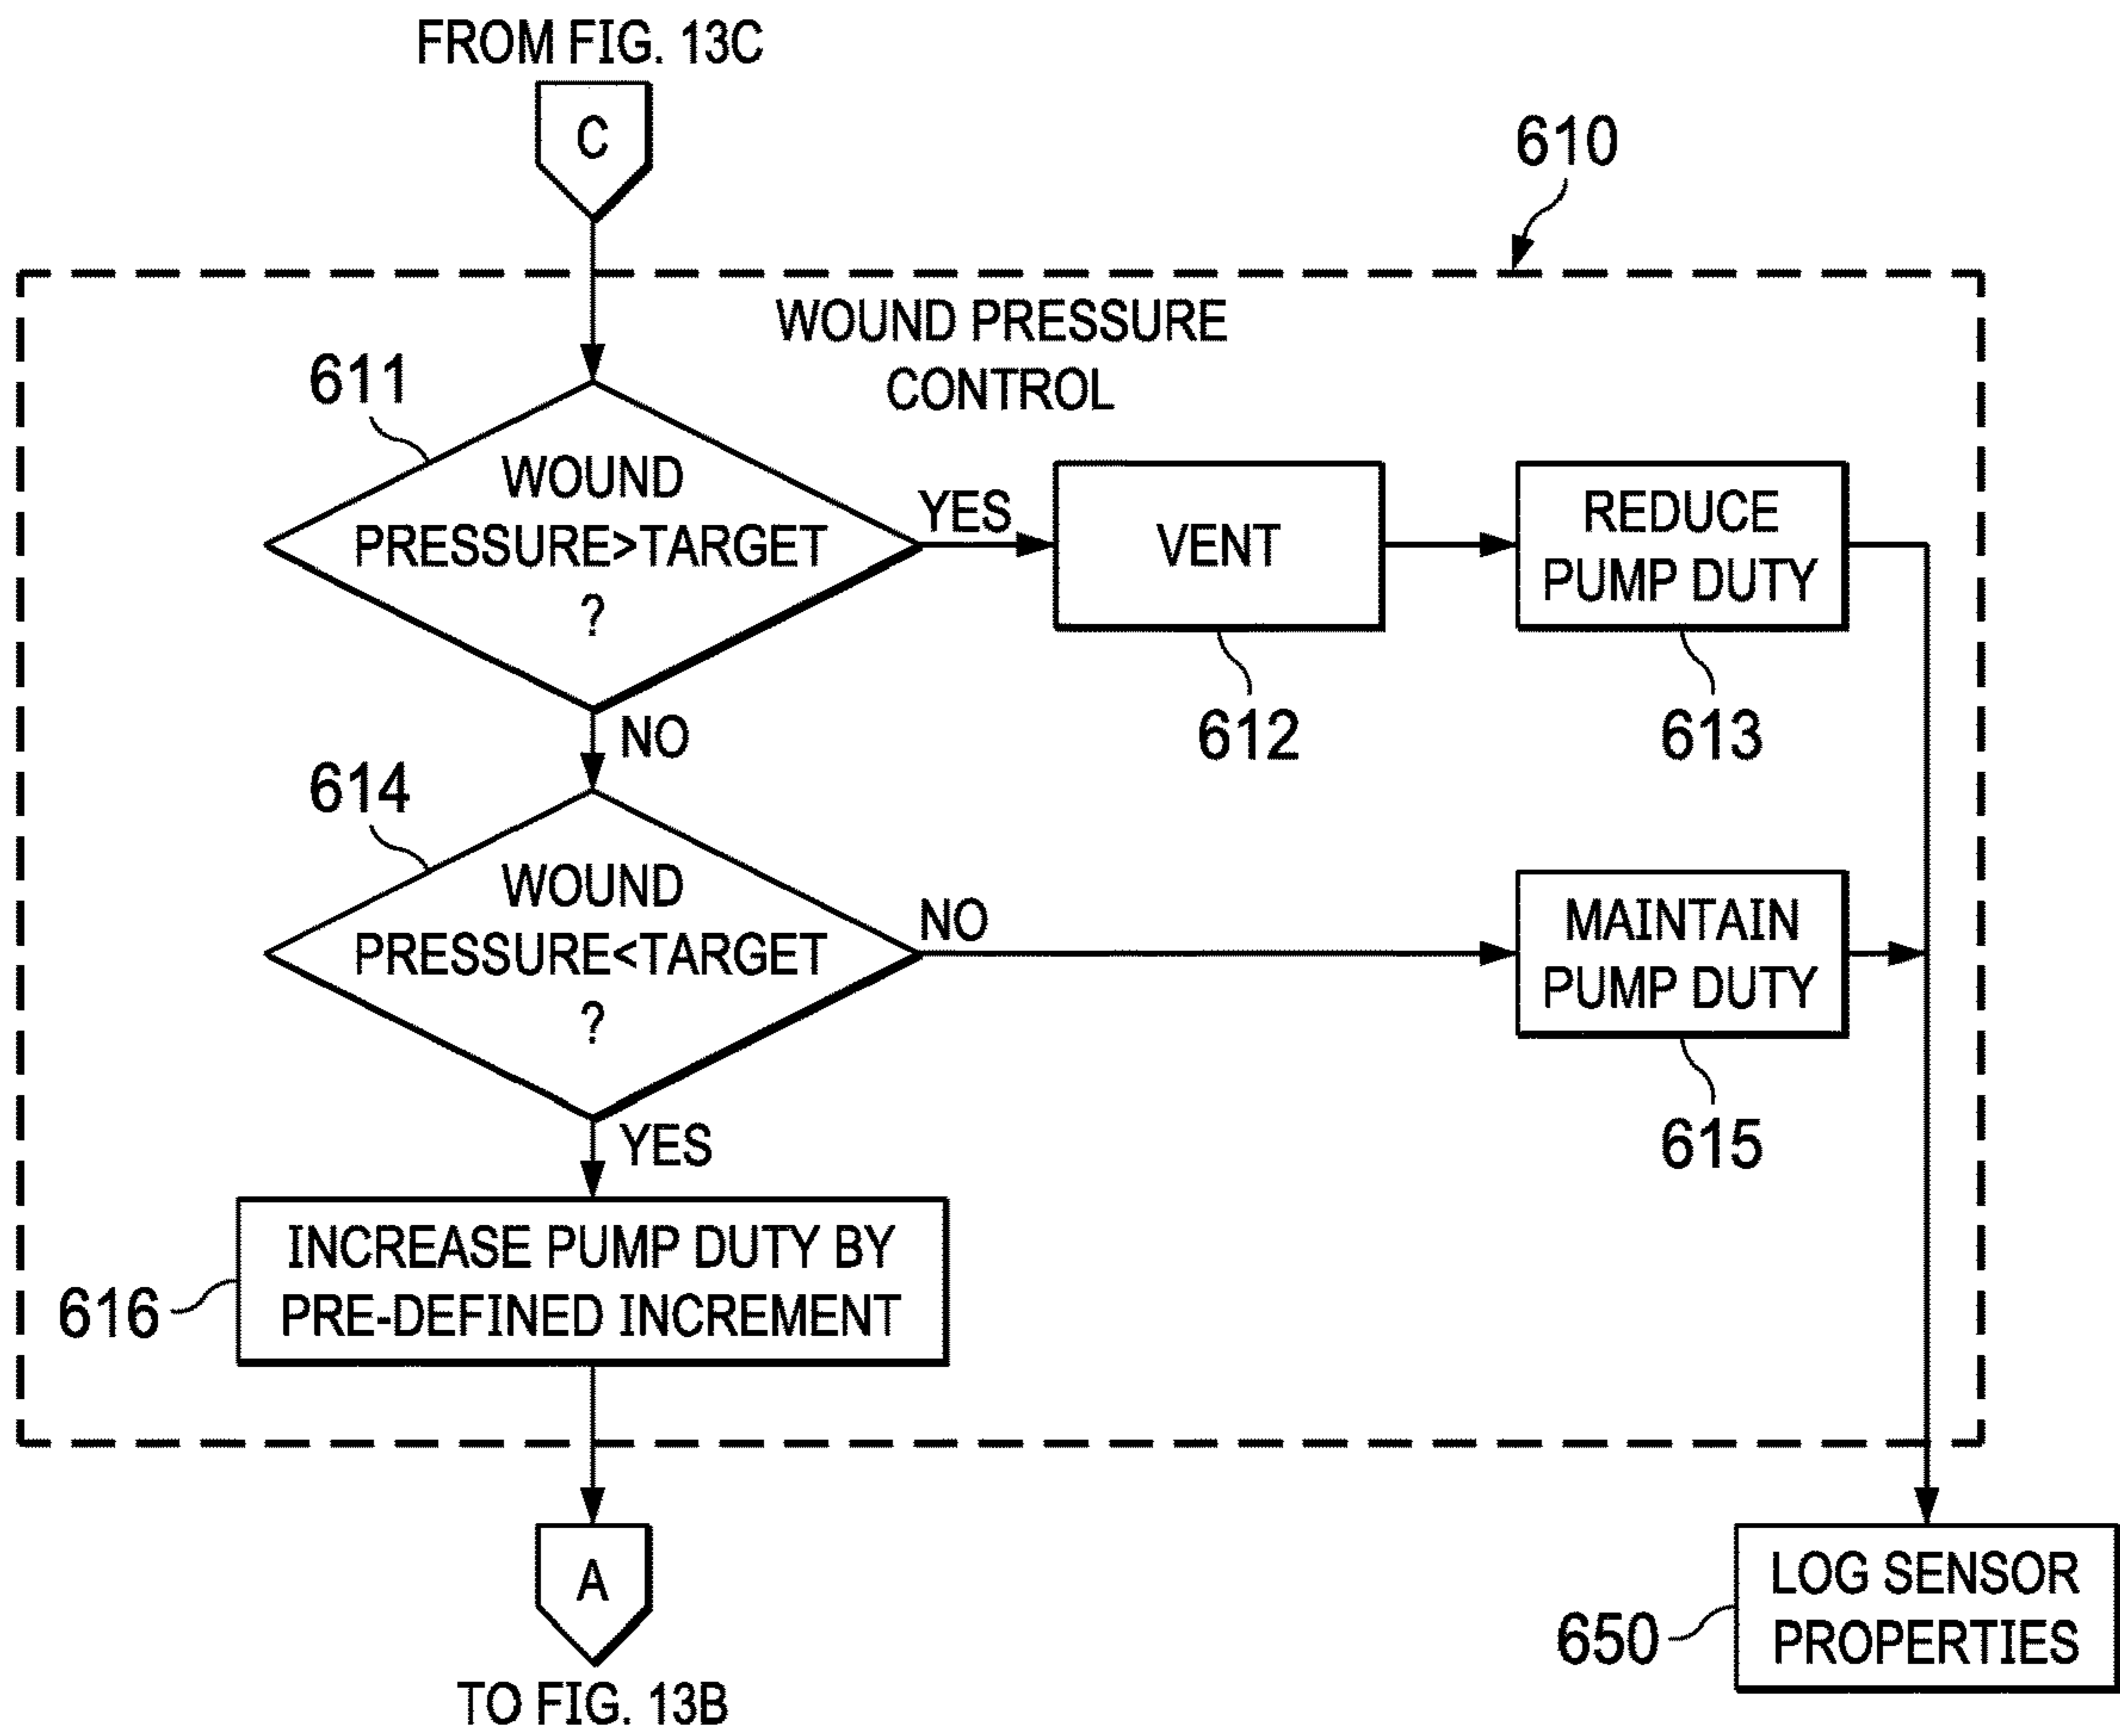 FROM FIG. 13C
C
610
WOUND PRESSURE
CONTROL
611
WOUND
PRESSURE>TARGET
?
YES
VENT
REDUCE
PUMP DUTY
612
613
NO
614
WOUND
PRESSURE<TARGET
?
NO
MAINTAIN
PUMP DUTY
615
YES
INCREASE PUMP DUTY BY
PRE-DEFINED INCREMENT
616
A
TO FIG. 13B
LOG SENSOR
PROPERTIES
650